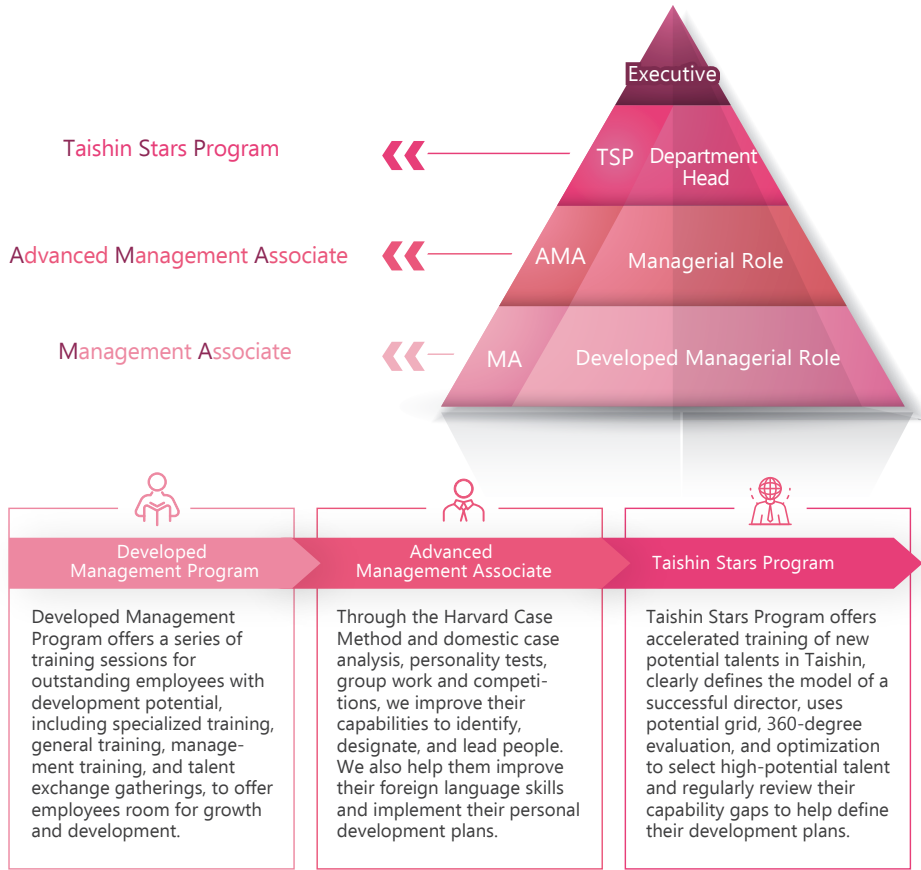 Executive
Taishin Stars Program
TSP
Department
Head
Advanced Management Associate
AMA
Managerial Role
Management Associate
MA
Developed Managerial Role
Developed
Management Program
Developed Management
Program offers a series of
training sessions for
outstanding employees with
development potential,
including specialized training,
general training, manage-
ment training, and talent
exchange gatherings, to offer
employees room for growth
and development.
Advanced
Management Associate
Through the Harvard Case
Method and domestic case
analysis, personality tests,
group work and competi-
tions, we improve their
capabilities to identify,
designate, and lead people.
We also help them improve
their foreign language skills
and implement their personal
development plans.
Taishin Stars Program
Taishin Stars Program offers
accelerated training of new
potential talents in Taishin,
clearly defines the model of a
successful director, uses
potential grid, 360-degree
evaluation, and optimization
to select high-potential talent
and regularly review their
capability gaps to help define
their development plans.